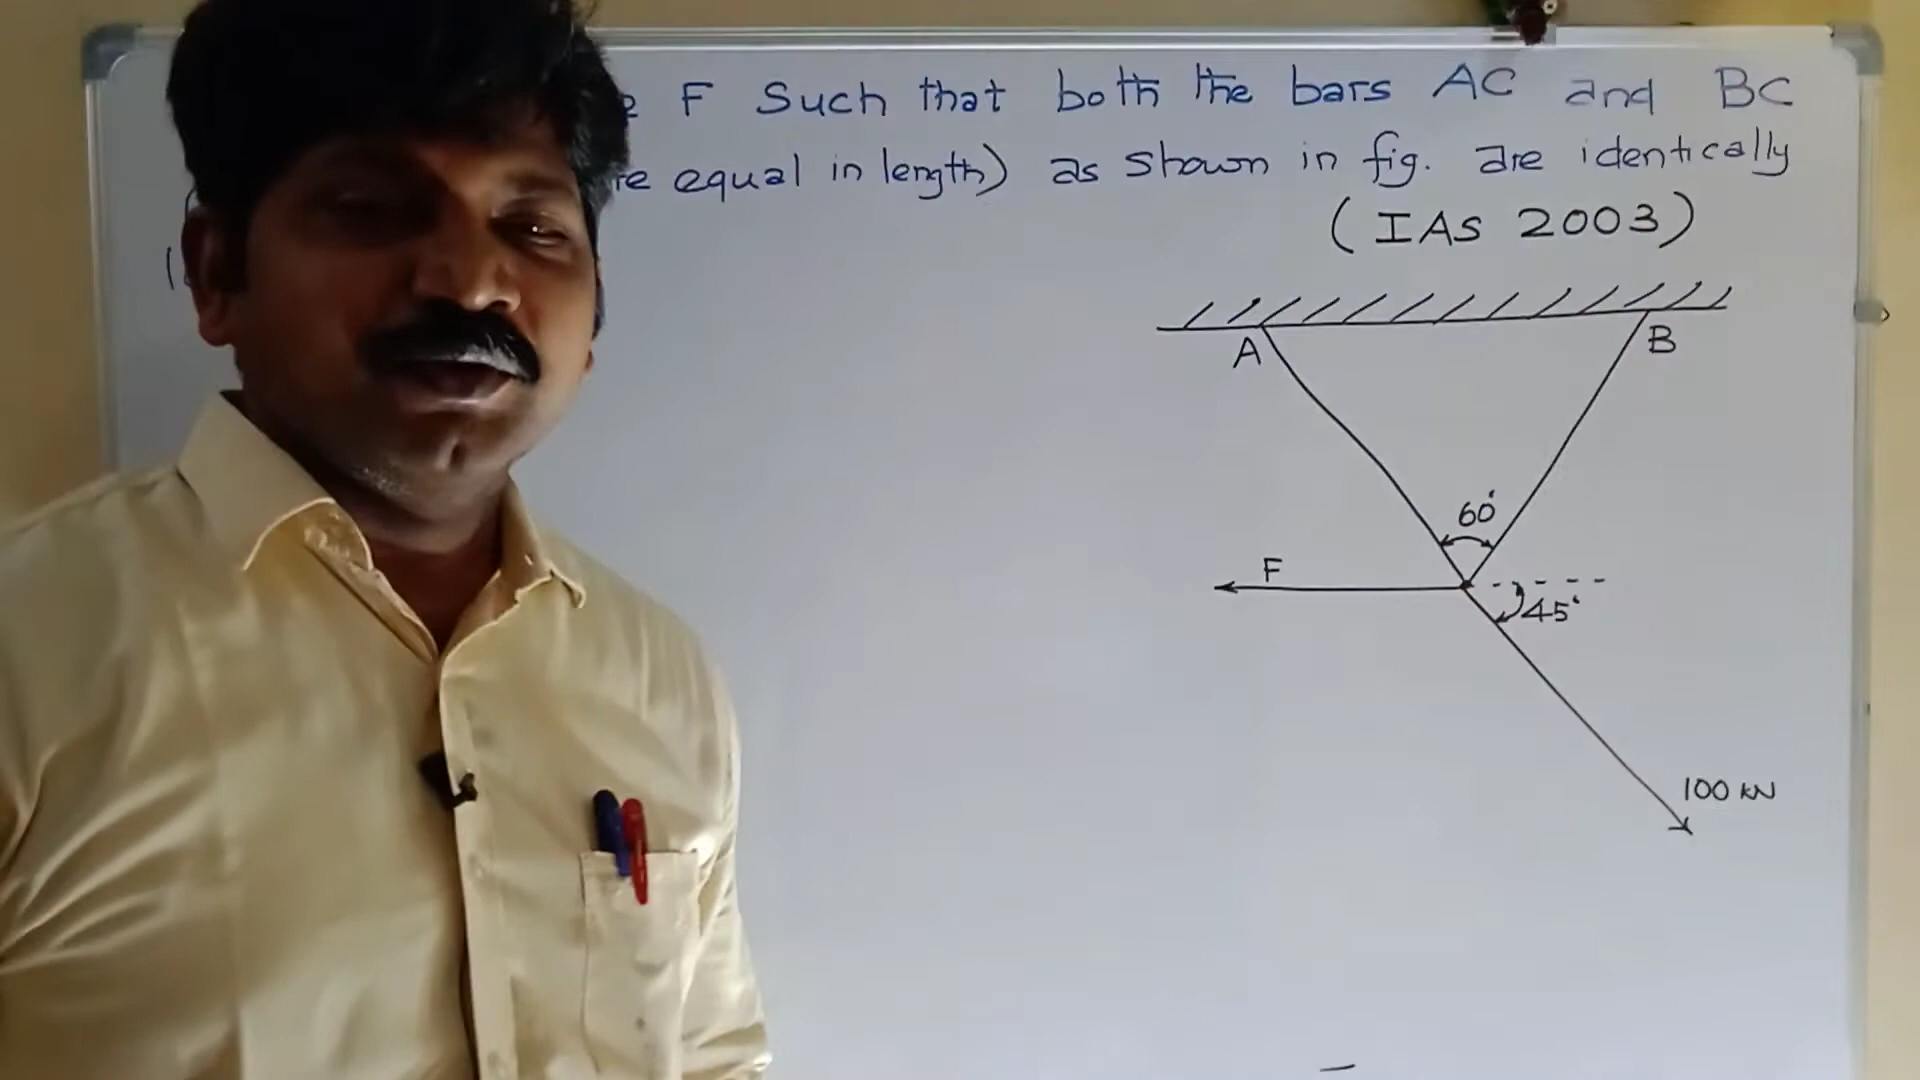 F Such that both the bars AC and BC
equal in length) as shown in fig. are identically
(IAS 2003)
A
B
60°
F
45°
100 kN